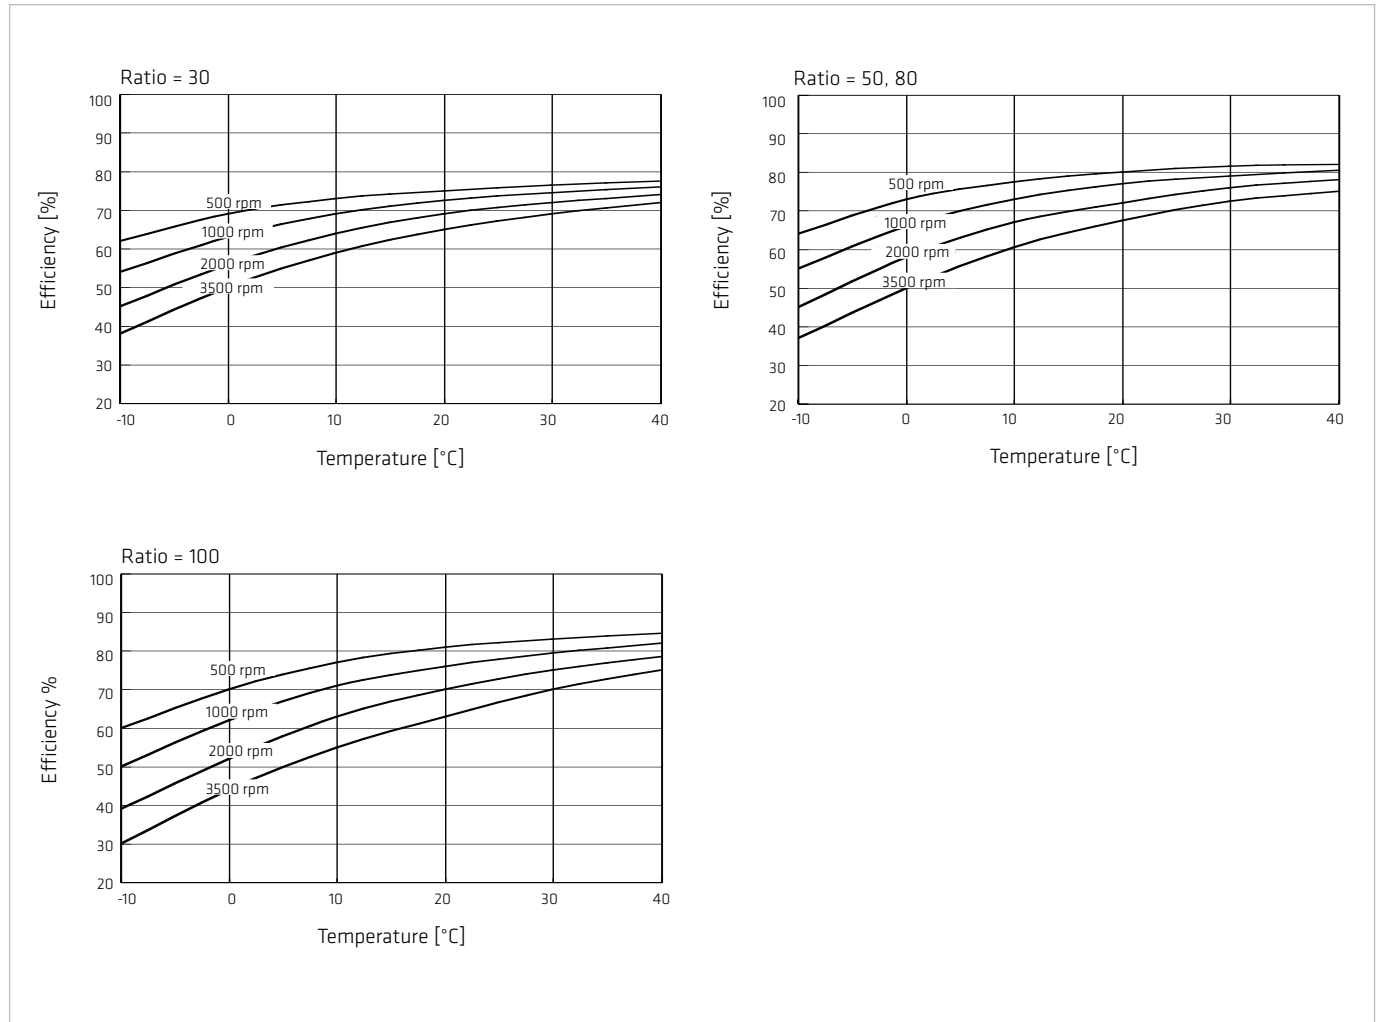 Ratio = 30
100
90
80
70
60
50
40
30
20
Efficiency [%]
500 rpm
1000 rpm
2000 rpm
3500 rpm
-10 0 10 20 30 40
Temperature [°C]
Ratio = 50, 80
100
90
80
70
60
50
40
30
20
Efficiency [%]
500 rpm
1000 rpm
2000 rpm
3500 rpm
-10 0 10 20 30 40
Temperature [°C]
Ratio = 100
100
90
80
70
60
50
40
30
20
Efficiency %
500 rpm
1000 rpm
2000 rpm
3500 rpm
-10 0 10 20 30 40
Temperature [°C]